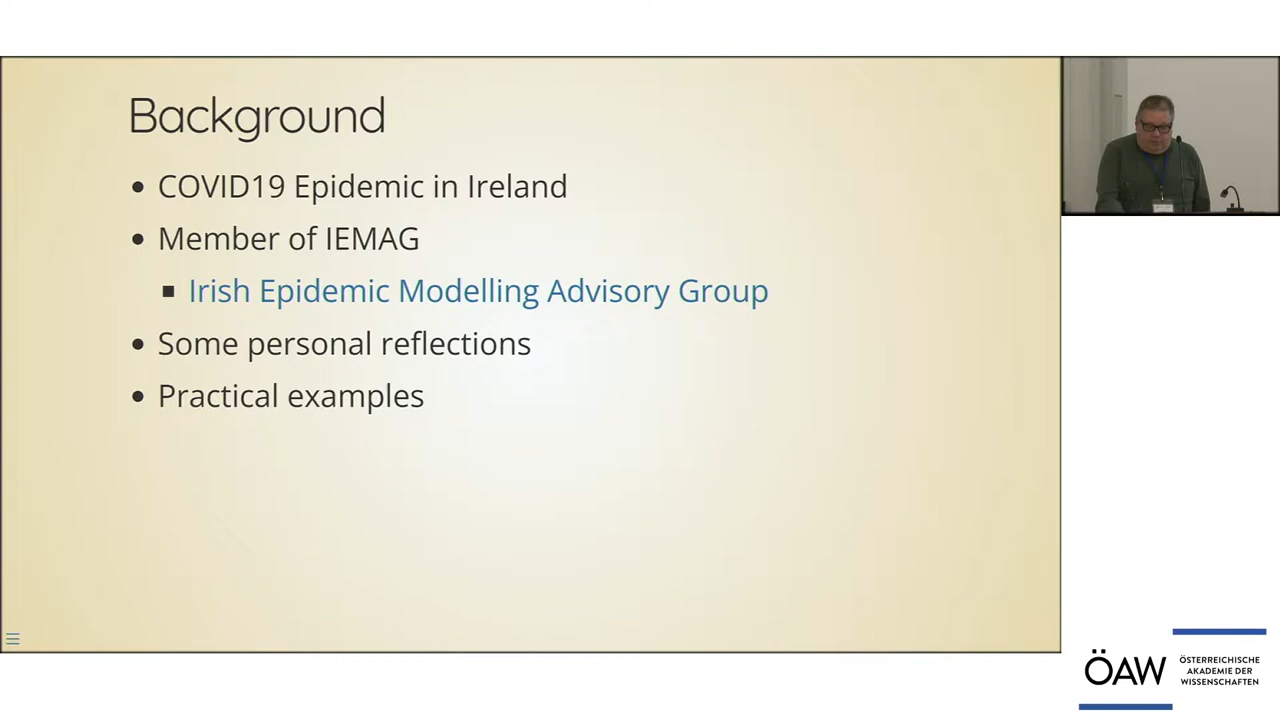 Background
COVID19 Epidemic in Ireland
Member of IEMAG
Irish Epidemic Modelling Advisory Group
Some personal reflections
Practical examples
ÖAW
ÖSTERREICHISCHE
AKADEMIE DER
WISSENSCHAFTEN